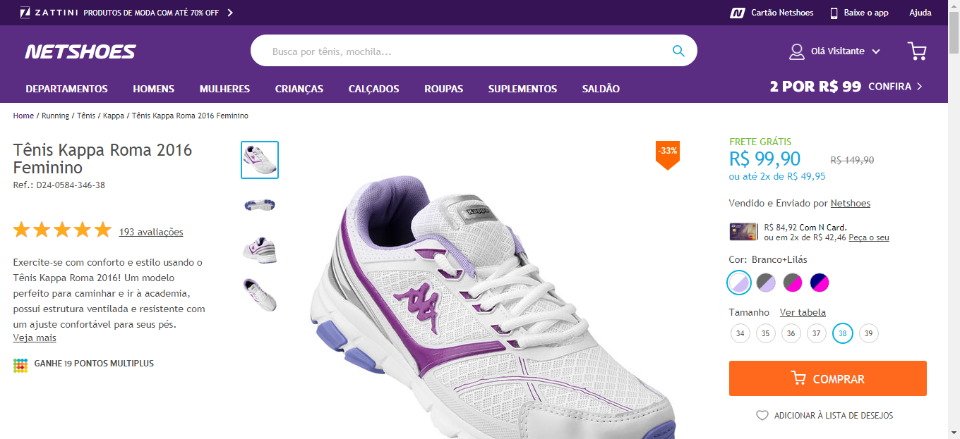 ZATTINI PRODUTOS DE MODA COM ATÉ 70% OFF
Cartão Netshoes
Baixe o app
Ajuda
NETSHOES
Busca por tênis, mochila...
Olá Visitante
DEPARTAMENTOS
HOMENS
MULHERES
CRIANÇAS
CALÇADOS
ROUPAS
SUPLEMENTOS
SALDÃO
2 POR R$ 99 CONFIRA
Home / Running / Tênis / Kappa / Tênis Kappa Roma 2016 Feminino
Tênis Kappa Roma 2016
Feminino
Ref.: D24-0584-346-38
193 avaliações
Exercite-se com conforto e estilo usando o
Tênis Kappa Roma 2016! Um modelo
perfeito para caminhar e ir à academia,
possui estrutura ventilada e resistente com
um ajuste confortável para seus pés.
Veja mais
GANHE 19 PONTOS MULTIPLUS
-33%
Kappa
FRETE GRÁTIS
R$ 99,90 R$ 149,90
ou até 2x de R$ 49,95
Vendido e Enviado por Netshoes
R$ 84,92 Com N Card.
ou em 2x de R$ 42,46 Peça o seu
Cor: Branco+Lilás
Tamanho Ver tabela
34 35 36 37 38 39
COMPRAR
ADICIONAR À LISTA DE DESEJOS